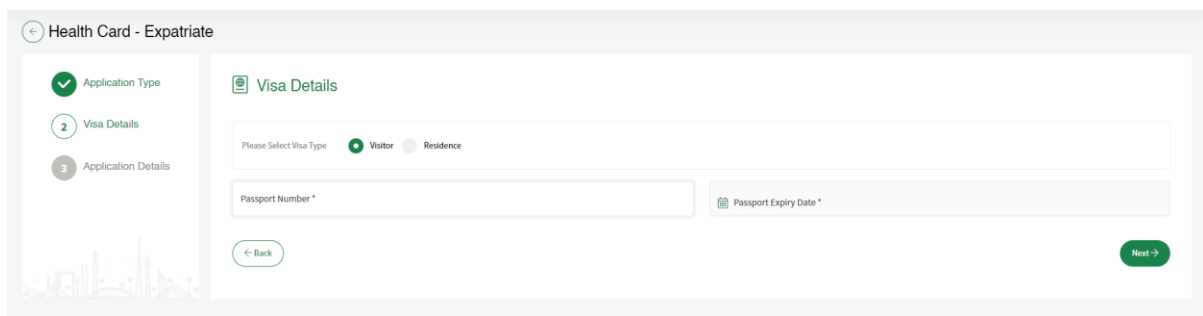 Health Card - Expatriate
Application Type
2 Visa Details
3 Application Details
Visa Details
Please Select Visa Type Visitor Residence
Passport Number *
Passport Expiry Date *
← Back
Next →